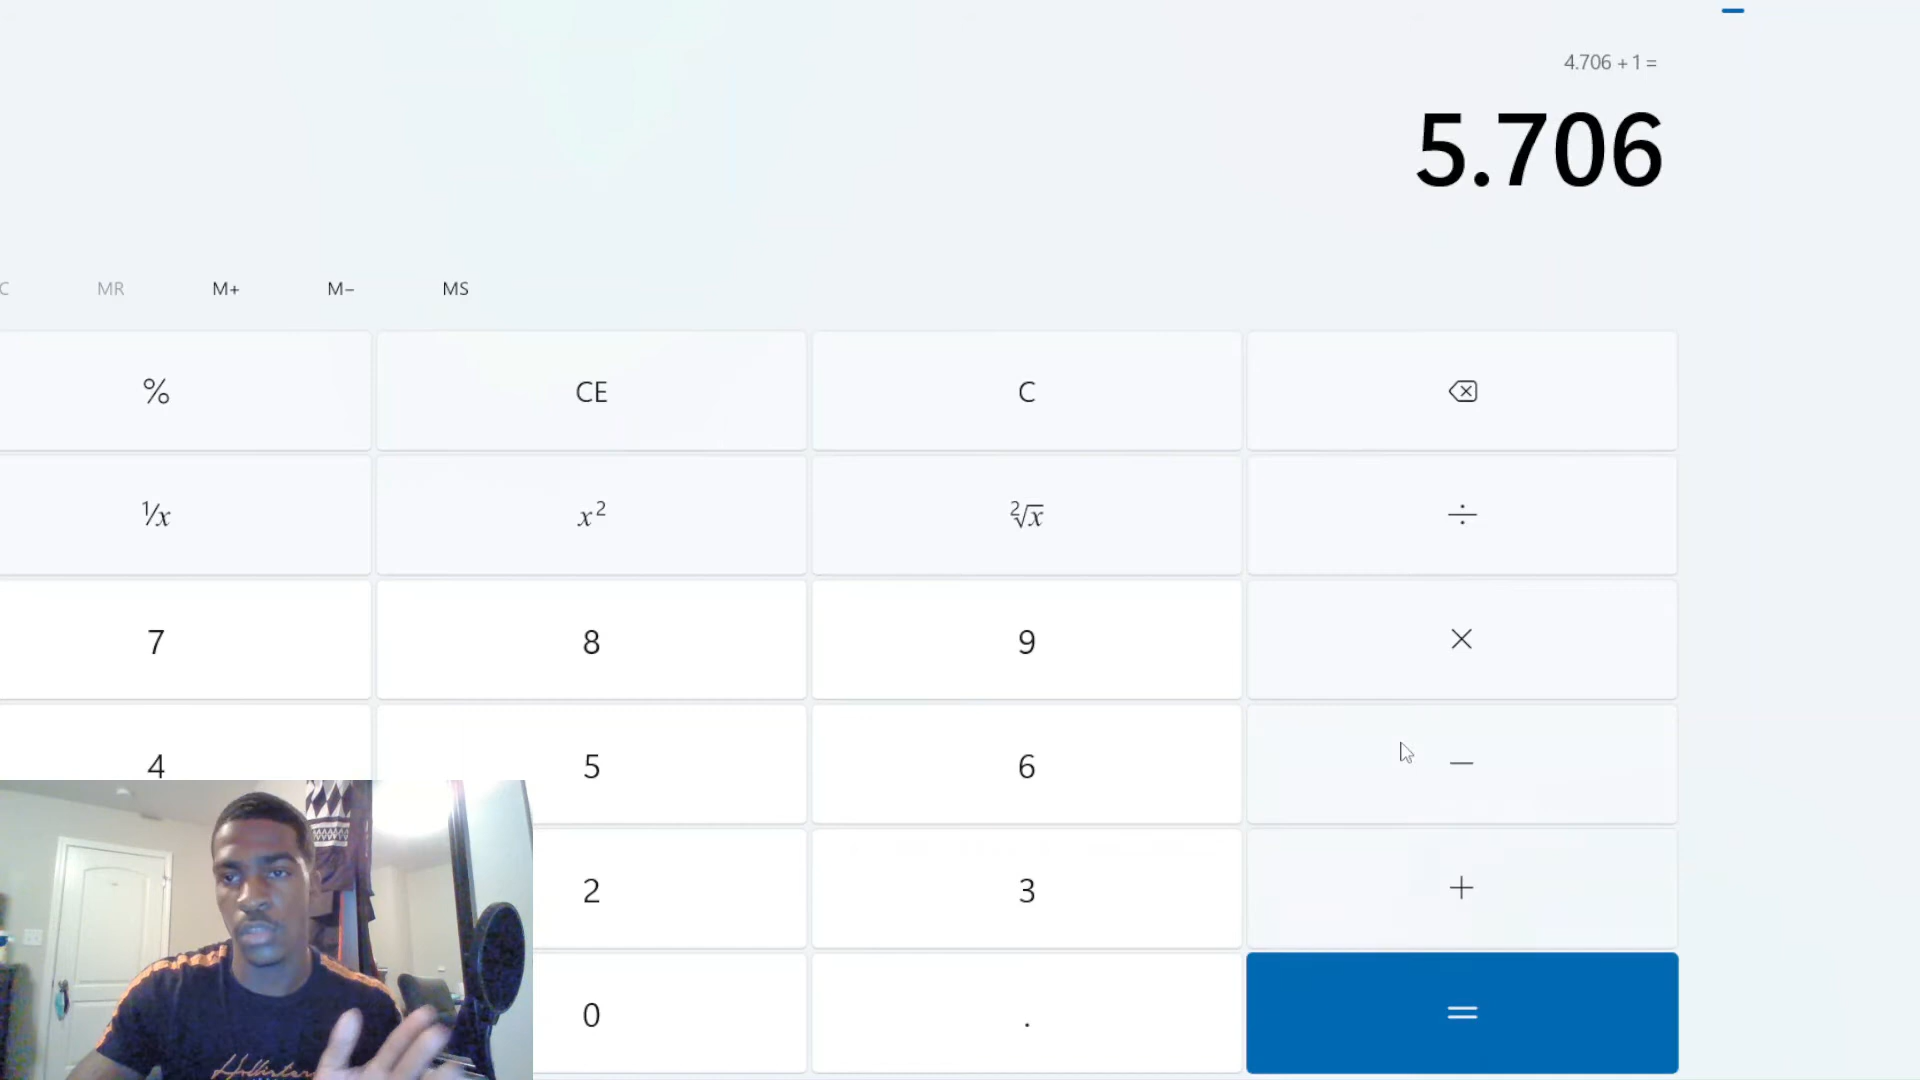 4.706 + 1 =
5.706
C MR M+ M− MS
% CE C
¹⁄x x² ²√x ÷
7 8 9 ×
4 5 6 −
2 3 +
0 . =
Hollister